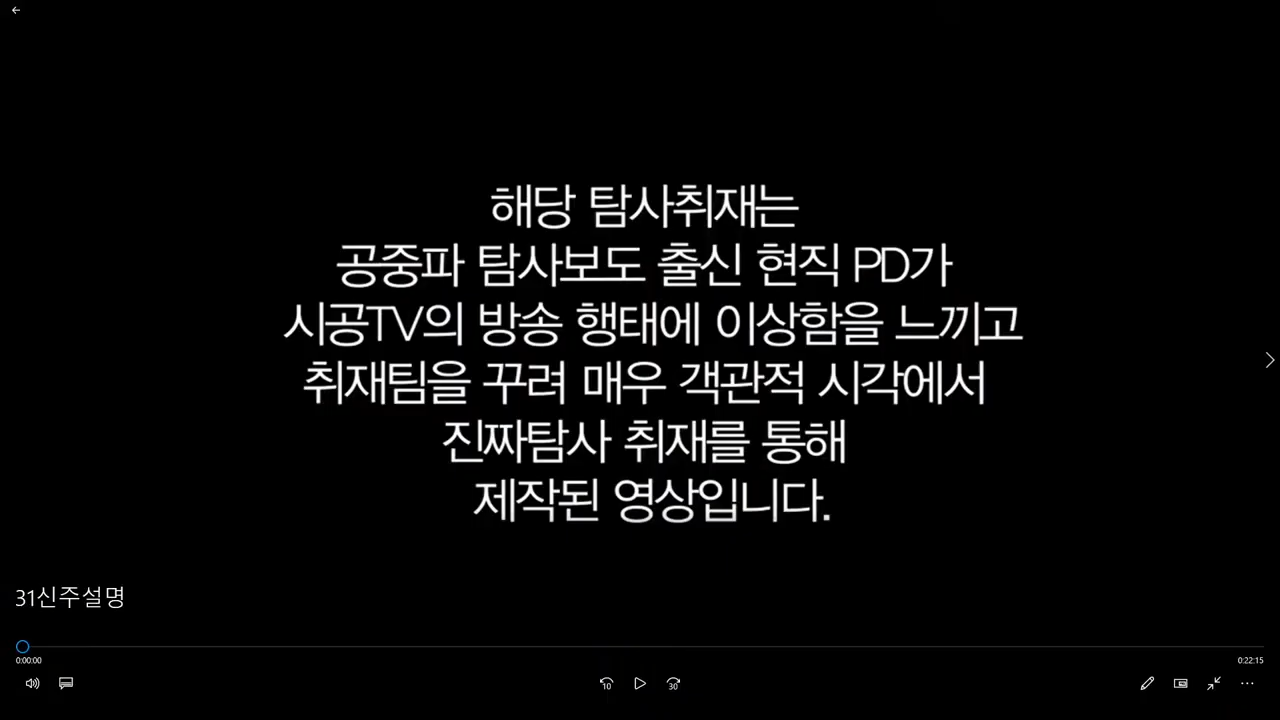 해당 탐사취재는
공중파 탐사보도 출신 현직 PD가
시공TV의 방송 행태에 이상함을 느끼고
취재팀을 꾸려 매우 객관적 시각에서
진짜탐사 취재를 통해
제작된 영상입니다.
31신주설명
0:00:00
0:22:15
10
30